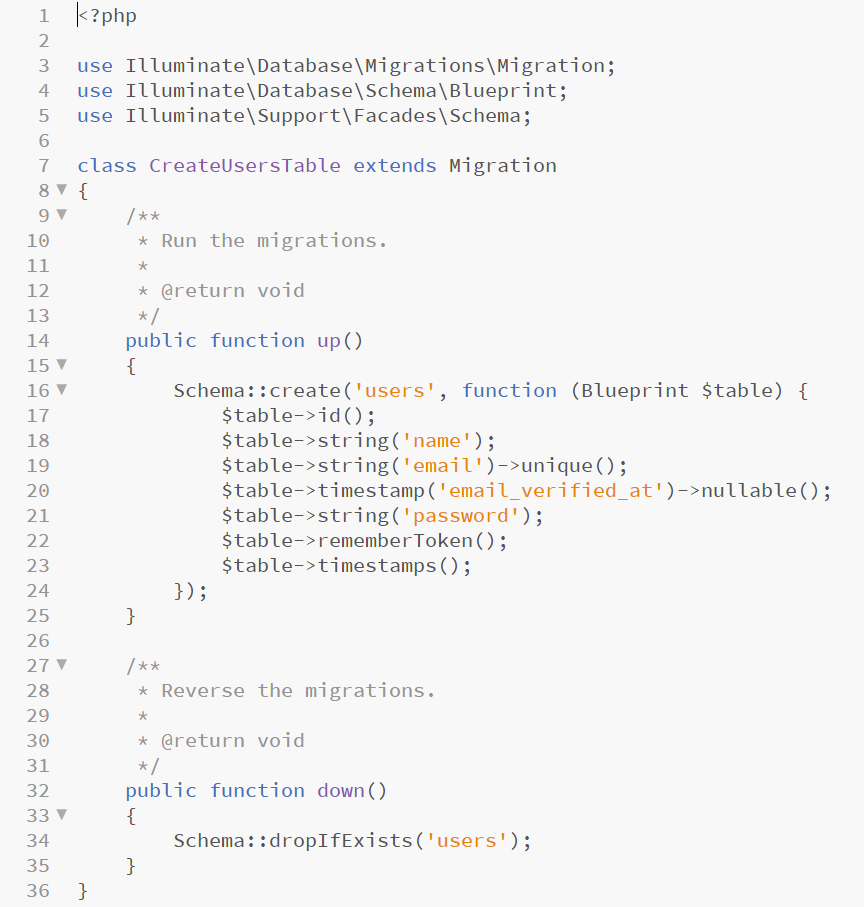 1 <?php
2
3 use Illuminate\Database\Migrations\Migration;
4 use Illuminate\Database\Schema\Blueprint;
5 use Illuminate\Support\Facades\Schema;
6
7 class CreateUsersTable extends Migration
8 ▼ {
9 ▼     /**
10      * Run the migrations.
11      *
12      * @return void
13      */
14     public function up()
15 ▼     {
16 ▼         Schema::create('users', function (Blueprint $table) {
17             $table->id();
18             $table->string('name');
19             $table->string('email')->unique();
20             $table->timestamp('email_verified_at')->nullable();
21             $table->string('password');
22             $table->rememberToken();
23             $table->timestamps();
24         });
25     }
26
27 ▼     /**
28      * Reverse the migrations.
29      *
30      * @return void
31      */
32     public function down()
33 ▼     {
34         Schema::dropIfExists('users');
35     }
36 }